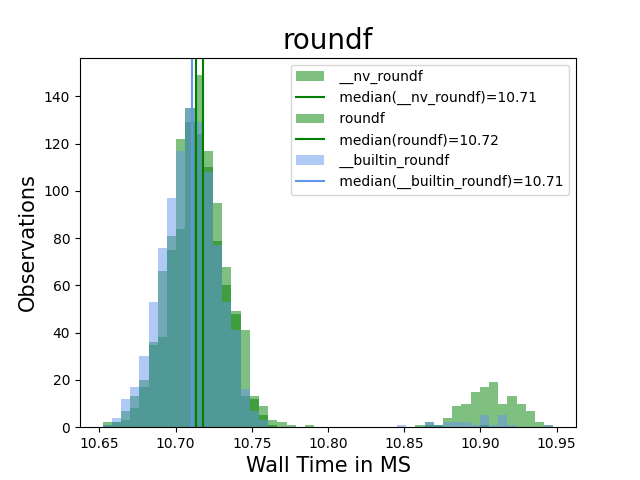 roundf
__nv_roundf
median(__nv_roundf)=10.71
roundf
median(roundf)=10.72
__builtin_roundf
median(__builtin_roundf)=10.71
Observations
140
120
100
80
60
40
20
0
10.65 10.70 10.75 10.80 10.85 10.90 10.95
Wall Time in MS